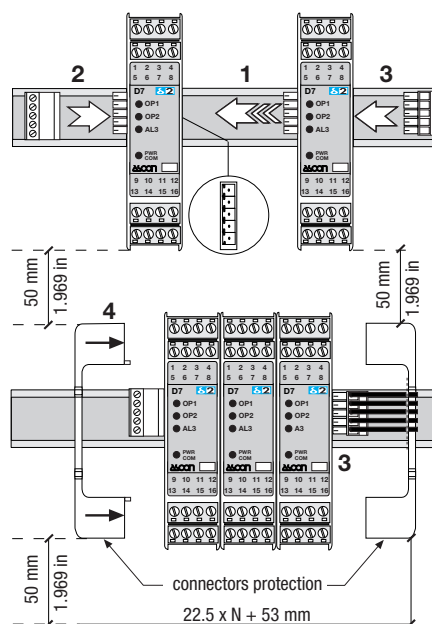 1 2 3 4
5 6 7 8
D7
OP1
OP2
AL3
PWR
COM
ascon
9 10 11 12
13 14 15 16
1 2 3 4
5 6 7 8
D7
OP1
OP2
AL3
PWR
COM
ascon
9 10 11 12
13 14 15 16
2
1
3
50 mm
1.969 in
50 mm
1.969 in
4
1 2 3 4
5 6 7 8
D7
OP1
OP2
AL3
PWR
COM
ascon
9 10 11 12
13 14 15 16
1 2 3 4
5 6 7 8
D7
OP1
OP2
AL3
PWR
COM
ascon
9 10 11 12
13 14 15 16
1 2 3 4
5 6 7 8
D7
OP1
OP2
A3
PWR
COM
ascon
9 10 11 12
13 14 15 16
3
50 mm
1.969 in
connectors protection
22.5 x N + 53 mm